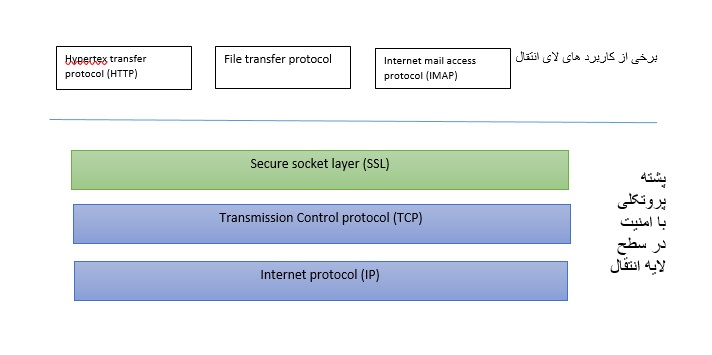 Hypertex transfer
protocol (HTTP)
File transfer protocol
Internet mail access
protocol (IMAP)
برخی از کاربرد های لای انتقال
Secure socket layer (SSL)
Transmission Control protocol (TCP)
Internet protocol (IP)
پشته
پروتکلی
با امنیت
در سطح
لایه انتقال